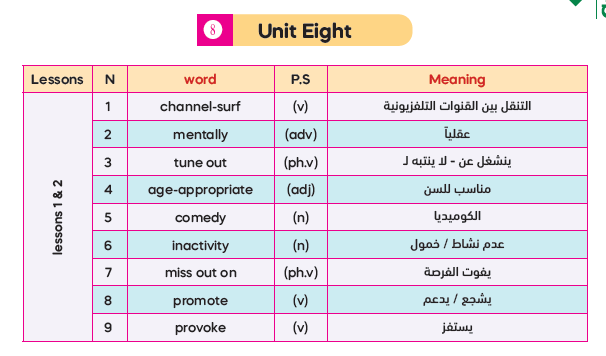 8 Unit Eight
Lessons N word P.S Meaning
lessons 1 & 2
1 channel-surf (v) التنقل بين القنوات التلفزيونية
2 mentally (adv) عقلياً
3 tune out (ph.v) ينشغل عن - لا ينتبه لـ
4 age-appropriate (adj) مناسب للسن
5 comedy (n) الكوميديا
6 inactivity (n) عدم نشاط / خمول
7 miss out on (ph.v) يفوت الفرصة
8 promote (v) يشجع / يدعم
9 provoke (v) يستفز